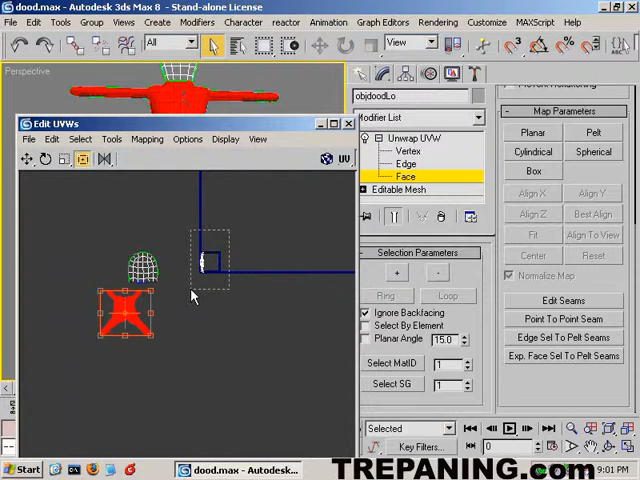 dood.max - Autodesk 3ds Max 8 - Stand-alone License
File Edit Tools Group Views Create Modifiers Character reactor Animation Graph Editors Rendering Customize MAXScript Help
All
View
Perspective
objdoodLo
Modifier List
Map Parameters
Edit UVWs
Unwrap UVW
Planar Pelt
File Edit Select Tools Mapping Options Display View
Vertex
Cylindrical Spherical
UV
Edge
Box
Face
Editable Mesh
Align X Align Y
Align Z Best Align
Fit Align To View
Selection Parameters
Center Reset
+ -
Normalize Map
Ring Loop
Edit Seams
Ignore Backfacing
Point To Point Seam
Select By Element
Planar Angle 15.0
Edge Sel To Pelt Seams
Select MatID 1
Exp. Face Sel To Pelt Seams
Select SG 1
Selected
Key Filters...
0
Start
dood.max - Autodesk...
9:01 PM
TREPANING.com